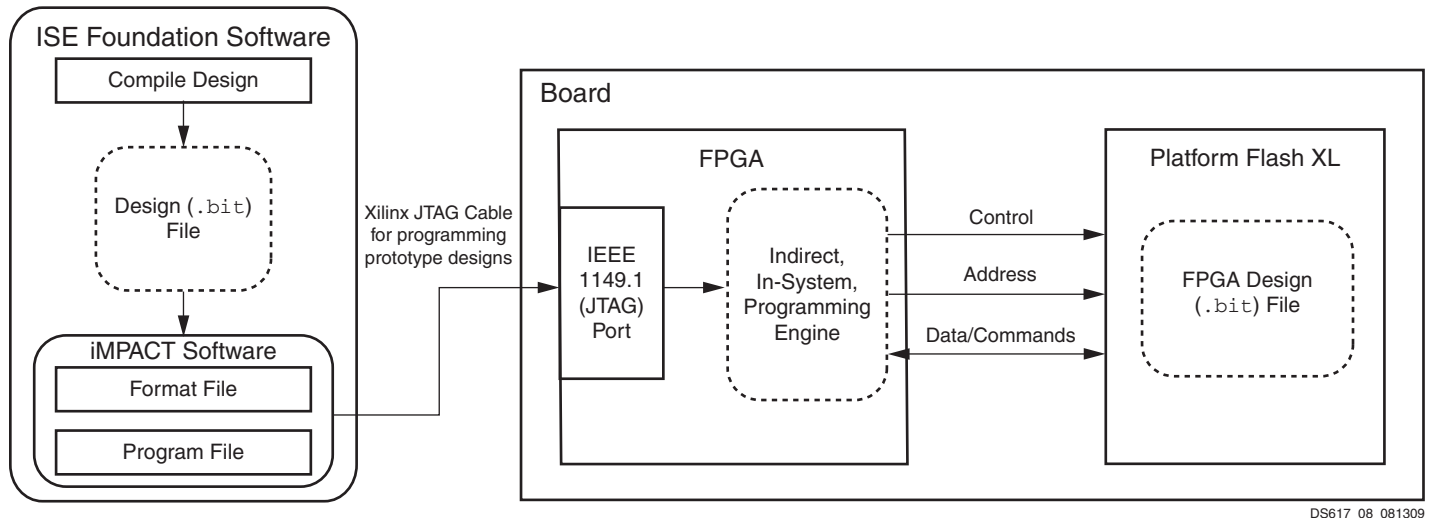 ISE Foundation Software
Compile Design
Design (.bit)
File
iMPACT Software
Format File
Program File
Xilinx JTAG Cable
for programming
prototype designs
Board
FPGA
IEEE
1149.1
(JTAG)
Port
Indirect,
In-System,
Programming
Engine
Control
Address
Data/Commands
Platform Flash XL
FPGA Design
(.bit) File
DS617_08_081309